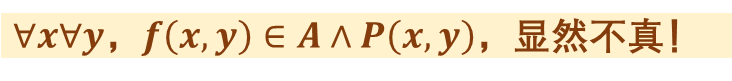 ∀x∀y，f(x, y) ∈ A ∧ P(x, y)，显然不真！